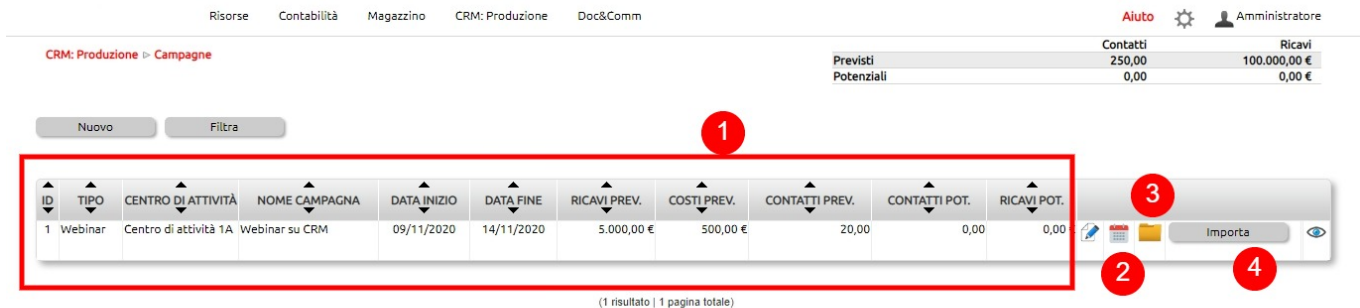 Risorse Contabilità Magazzino CRM: Produzione Doc&Comm Aiuto Amministratore
CRM: Produzione ▷ Campagne
Contatti Ricavi
Previsti 250,00 100.000,00 €
Potenziali 0,00 0,00 €
Nuovo Filtra
1
3
ID TIPO CENTRO DI ATTIVITÀ NOME CAMPAGNA DATA INIZIO DATA FINE RICAVI PREV. COSTI PREV. CONTATTI PREV. CONTATTI POT. RICAVI POT.
1 Webinar Centro di attività 1A Webinar su CRM 09/11/2020 14/11/2020 5.000,00 € 500,00 € 20,00 0,00 0,00 € Importa
2
4
(1 risultato | 1 pagina totale)